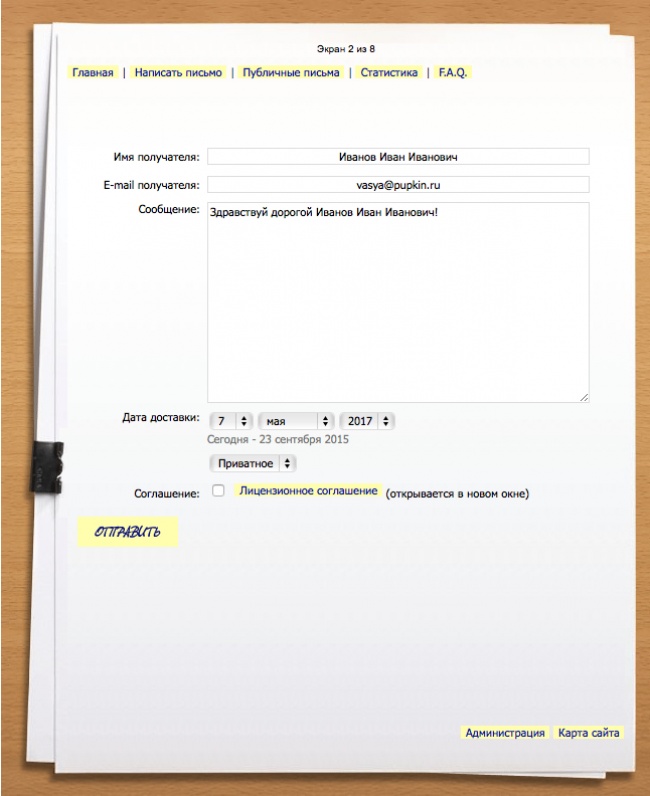 Экран 2 из 8
Главная | Написать письмо | Публичные письма | Статистика | F.A.Q.
Имя получателя: Иванов Иван Иванович
E-mail получателя: vasya@pupkin.ru
Сообщение: Здравствуй дорогой Иванов Иван Иванович!
Дата доставки: 7 мая 2017
Сегодня - 23 сентября 2015
Приватное
Соглашение: Лицензионное соглашение (открывается в новом окне)
ОТПРАВИТЬ
Администрация Карта сайта